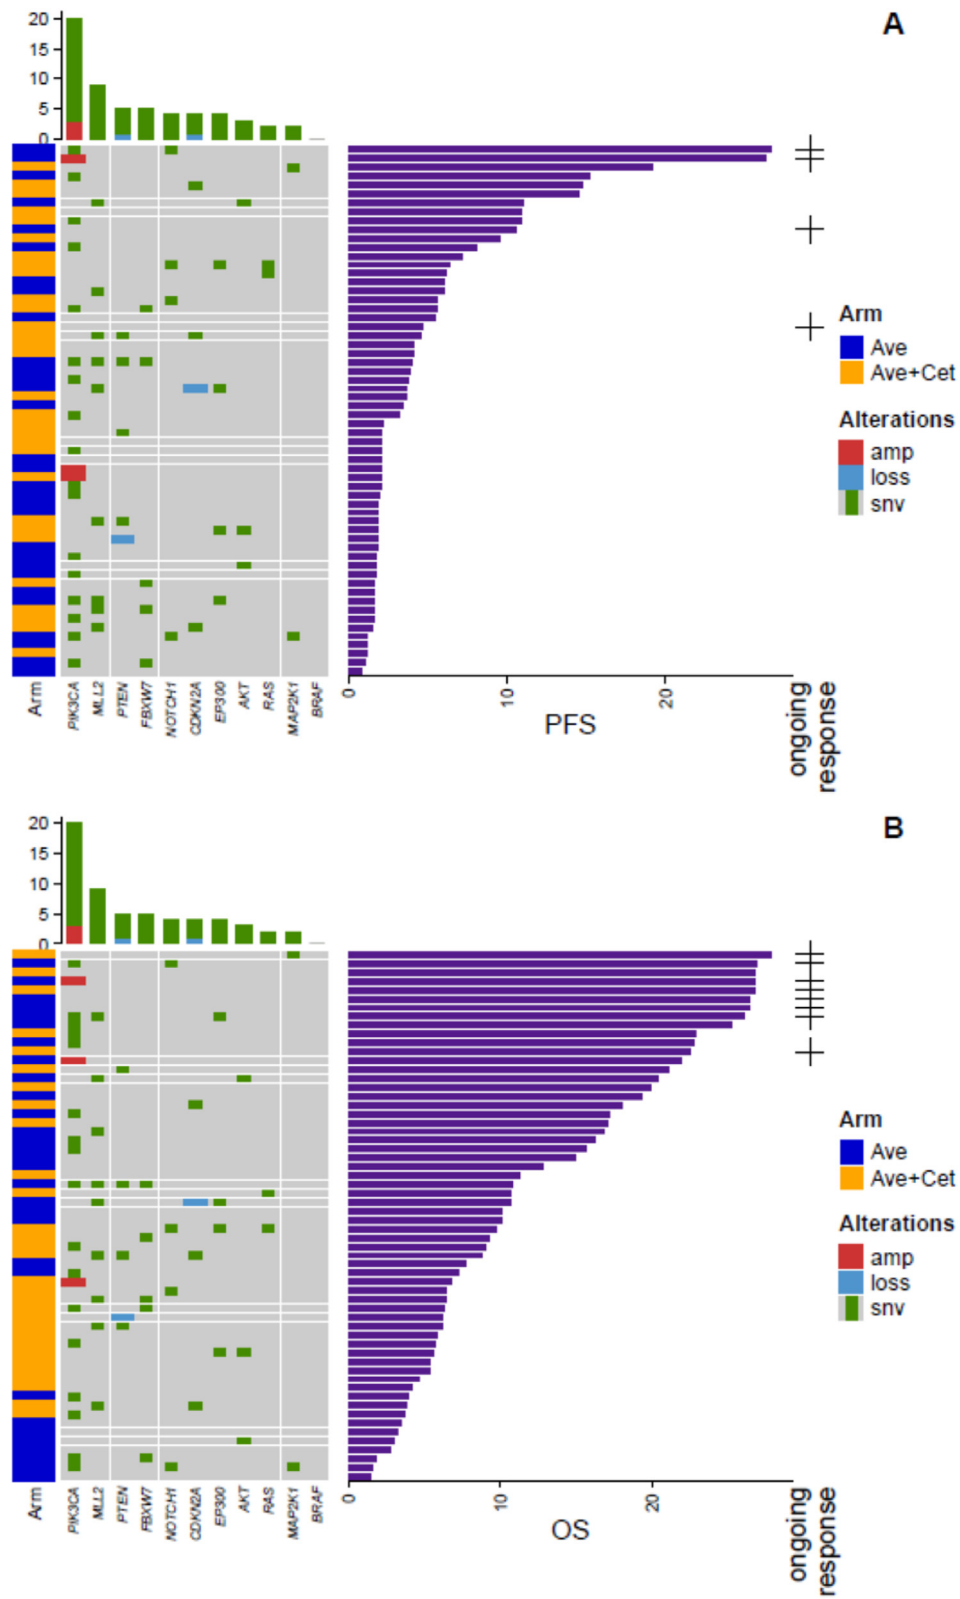 A
20
15
10
5
0
Arm
Ave
Ave+Cet
Alterations
amp
loss
snv
Arm
PIK3CA
MLL2
PTEN
FBXW7
NOTCH1
CDKN2A
EP300
AKT
RAS
MAP2K1
BRAF
0
10
20
PFS
ongoing
response
B
20
15
10
5
0
Arm
Ave
Ave+Cet
Alterations
amp
loss
snv
Arm
PIK3CA
MLL2
PTEN
FBXW7
NOTCH1
CDKN2A
EP300
AKT
RAS
MAP2K1
BRAF
0
10
20
OS
ongoing
response